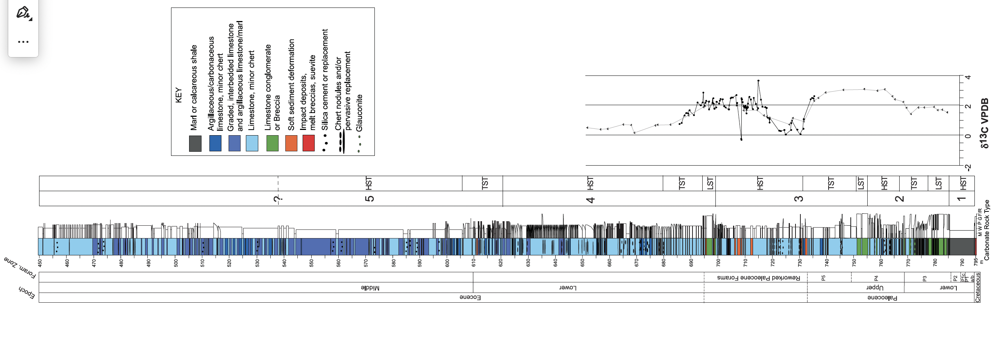 KEY
Marl or calcareous shale
Argillaceous/carbonaceous
limestone, minor chert
Graded, interbedded limestone
and argillaceous limestone/marl
Limestone, minor chert
Limestone conglomerate
or Breccia
Soft sediment deformation
Impact deposits,
melt breccias, suevite
Silica cement or replacement
Chert nodules and/or
pervasive replacement
Glauconite
4
2
0
-2
δ13C VPDB
HST
TST
HST
TST
LST
HST
TST
LST
HST
TST
LST
HST
?
5
4
3
2
1
M W P G F/R
Carbonate Rock Type
450
460
470
480
490
500
510
520
530
540
550
560
570
580
590
600
610
620
630
640
650
660
670
680
690
700
710
720
730
740
750
760
770
780
790
795
m
Foram. Zone
Reworked Paleocene Forams
P5
P4
P3
P2
P1c
P1
a/b
Epoch
Middle
Lower
Upper
Lower
Eocene
Paleocene
Cretaceous